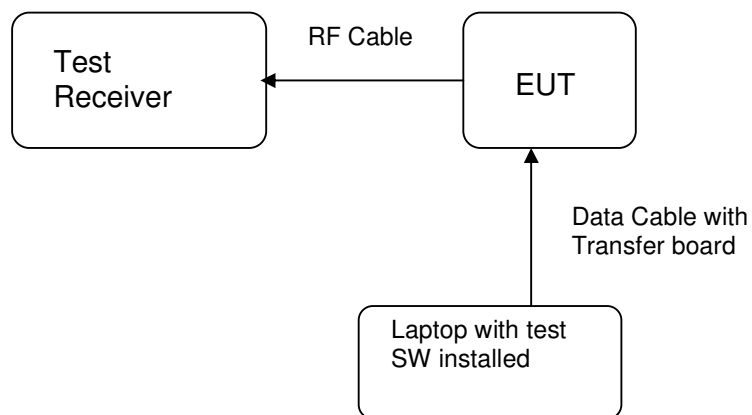 Test
Receiver
RF Cable
EUT
Data Cable with
Transfer board
Laptop with test
SW installed